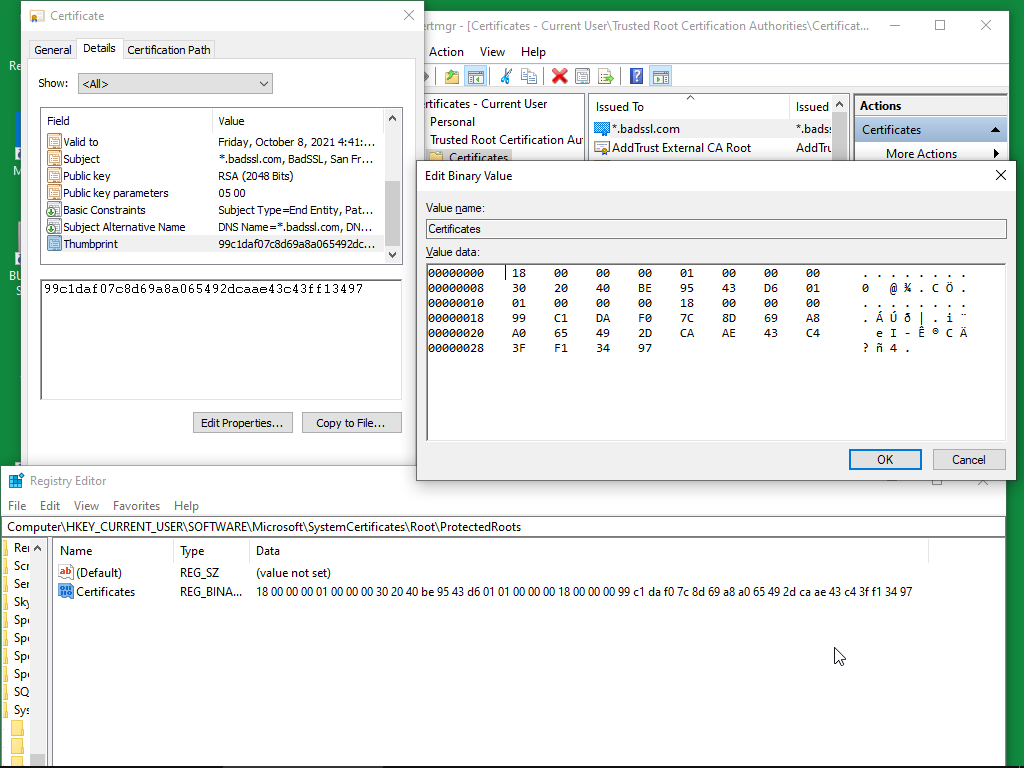 Certificate
General Details Certification Path
Show: <All>
Field Value
Valid to Friday, October 8, 2021 4:41:...
Subject *.badssl.com, BadSSL, San Fr...
Public key RSA (2048 Bits)
Public key parameters 05 00
Basic Constraints Subject Type=End Entity, Pat...
Subject Alternative Name DNS Name=*.badssl.com, DN...
Thumbprint 99c1daf07c8d69a8a065492dc...
99c1daf07c8d69a8a065492dcaae43c43ff13497
Edit Properties... Copy to File...
ertmgr - [Certificates - Current User\Trusted Root Certification Authorities\Certificat...
Action View Help
ertificates - Current User
Personal
Trusted Root Certification Aut
Certificates
Issued To Issued
*.badssl.com *.badss
AddTrust External CA Root AddTru
Actions
Certificates
More Actions
Edit Binary Value
Value name:
Certificates
Value data:
00000000 18 00 00 00 01 00 00 00 . . . . . . . .
00000008 30 20 40 BE 95 43 D6 01 0 @ ¾ . C Ö .
00000010 01 00 00 00 18 00 00 00 . . . . . . . .
00000018 99 C1 DA F0 7C 8D 69 A8 . Á Ú ð | . i ¨
00000020 A0 65 49 2D CA AE 43 C4 e I - Ê ® C Ä
00000028 3F F1 34 97 ? ñ 4 .
OK Cancel
Registry Editor
File Edit View Favorites Help
Computer\HKEY_CURRENT_USER\SOFTWARE\Microsoft\SystemCertificates\Root\ProtectedRoots
Name Type Data
(Default) REG_SZ (value not set)
Certificates REG_BINA... 18 00 00 00 01 00 00 00 30 20 40 be 95 43 d6 01 01 00 00 00 18 00 00 00 99 c1 da f0 7c 8d 69 a8 a0 65 49 2d ca ae 43 c4 3f f1 34 97
Rer
Scr
Ser
Sky
Spe
Spe
Spe
Spe
SQ
Sys